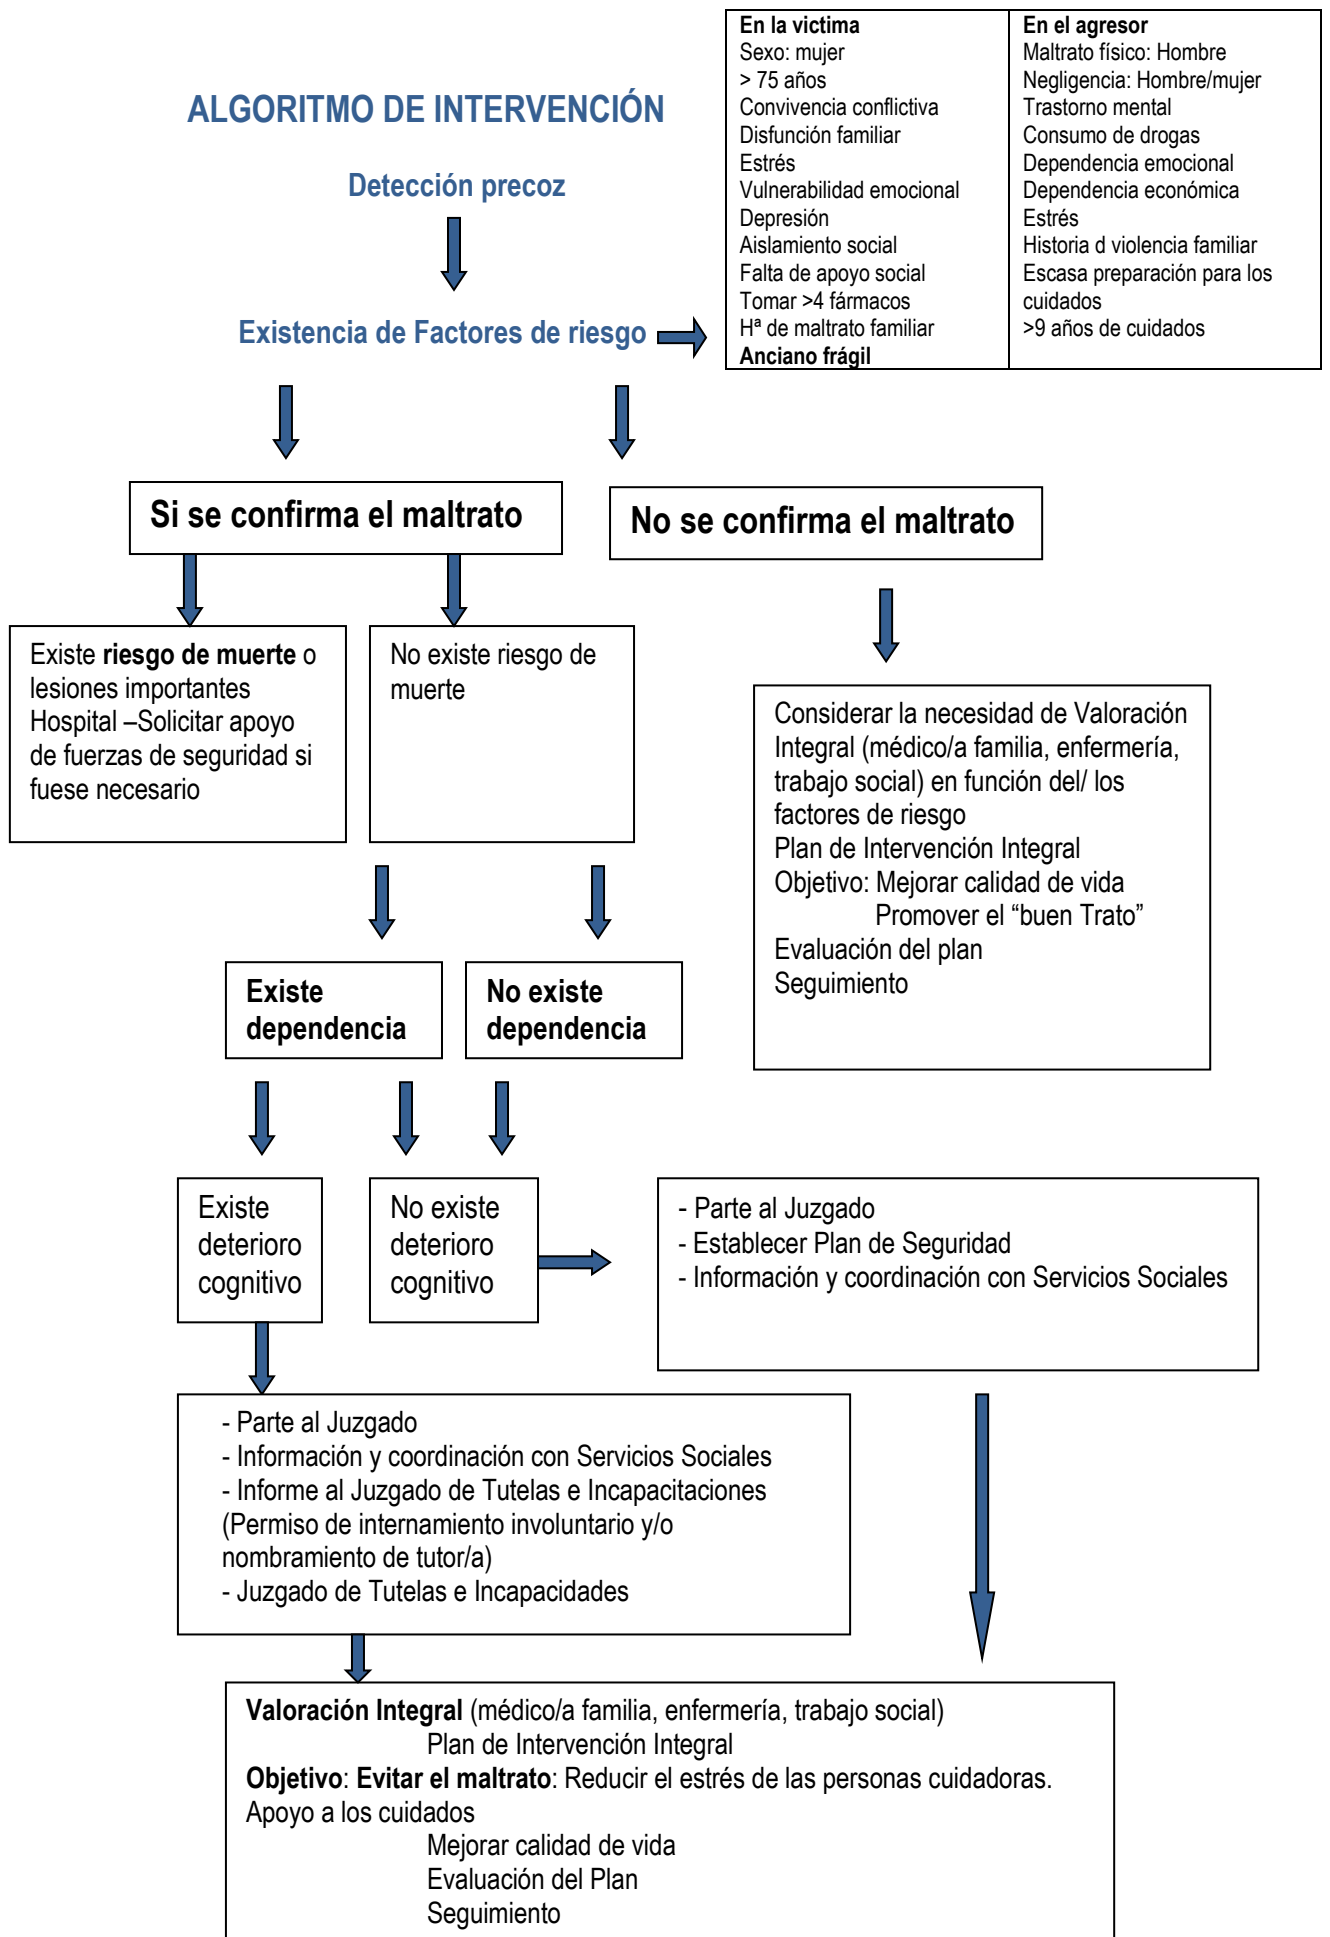 ALGORITMO DE INTERVENCIÓN
Detección precoz
Existencia de Factores de riesgo
En la victima
Sexo: mujer
> 75 años
Convivencia conflictiva
Disfunción familiar
Estrés
Vulnerabilidad emocional
Depresión
Aislamiento social
Falta de apoyo social
Tomar >4 fármacos
Hª de maltrato familiar
Anciano frágil
En el agresor
Maltrato físico: Hombre
Negligencia: Hombre/mujer
Trastorno mental
Consumo de drogas
Dependencia emocional
Dependencia económica
Estrés
Historia d violencia familiar
Escasa preparación para los
cuidados
>9 años de cuidados
Si se confirma el maltrato
No se confirma el maltrato
Existe riesgo de muerte o
lesiones importantes
Hospital –Solicitar apoyo
de fuerzas de seguridad si
fuese necesario
No existe riesgo de
muerte
Considerar la necesidad de Valoración
Integral (médico/a familia, enfermería,
trabajo social) en función del/ los
factores de riesgo
Plan de Intervención Integral
Objetivo: Mejorar calidad de vida
Promover el “buen Trato”
Evaluación del plan
Seguimiento
Existe
dependencia
No existe
dependencia
Existe
deterioro
cognitivo
No existe
deterioro
cognitivo
- Parte al Juzgado
- Establecer Plan de Seguridad
- Información y coordinación con Servicios Sociales
- Parte al Juzgado
- Información y coordinación con Servicios Sociales
- Informe al Juzgado de Tutelas e Incapacitaciones
(Permiso de internamiento involuntario y/o
nombramiento de tutor/a)
- Juzgado de Tutelas e Incapacidades
Valoración Integral (médico/a familia, enfermería, trabajo social)
Plan de Intervención Integral
Objetivo: Evitar el maltrato: Reducir el estrés de las personas cuidadoras.
Apoyo a los cuidados
Mejorar calidad de vida
Evaluación del Plan
Seguimiento